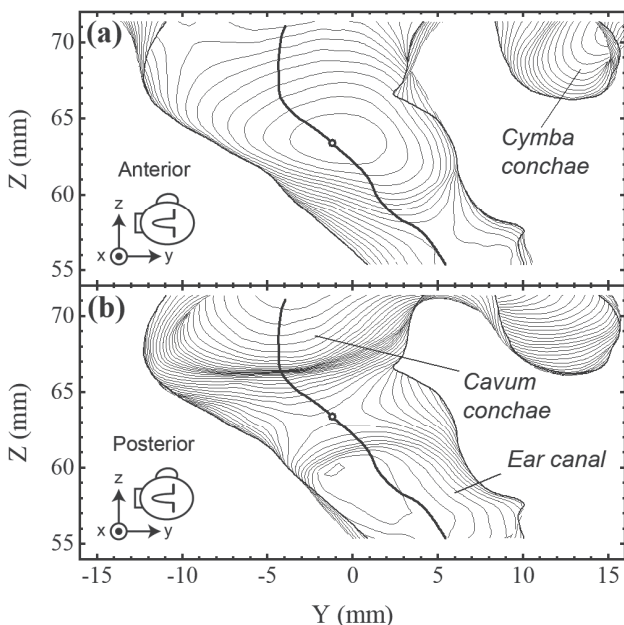 (a)
70
65
60
55
Z (mm)
Cymba
conchae
Anterior
z
x
y
(b)
70
65
60
55
Z (mm)
Cavum
conchae
Ear canal
Posterior
z
x
y
-15
-10
-5
0
5
10
15
Y (mm)